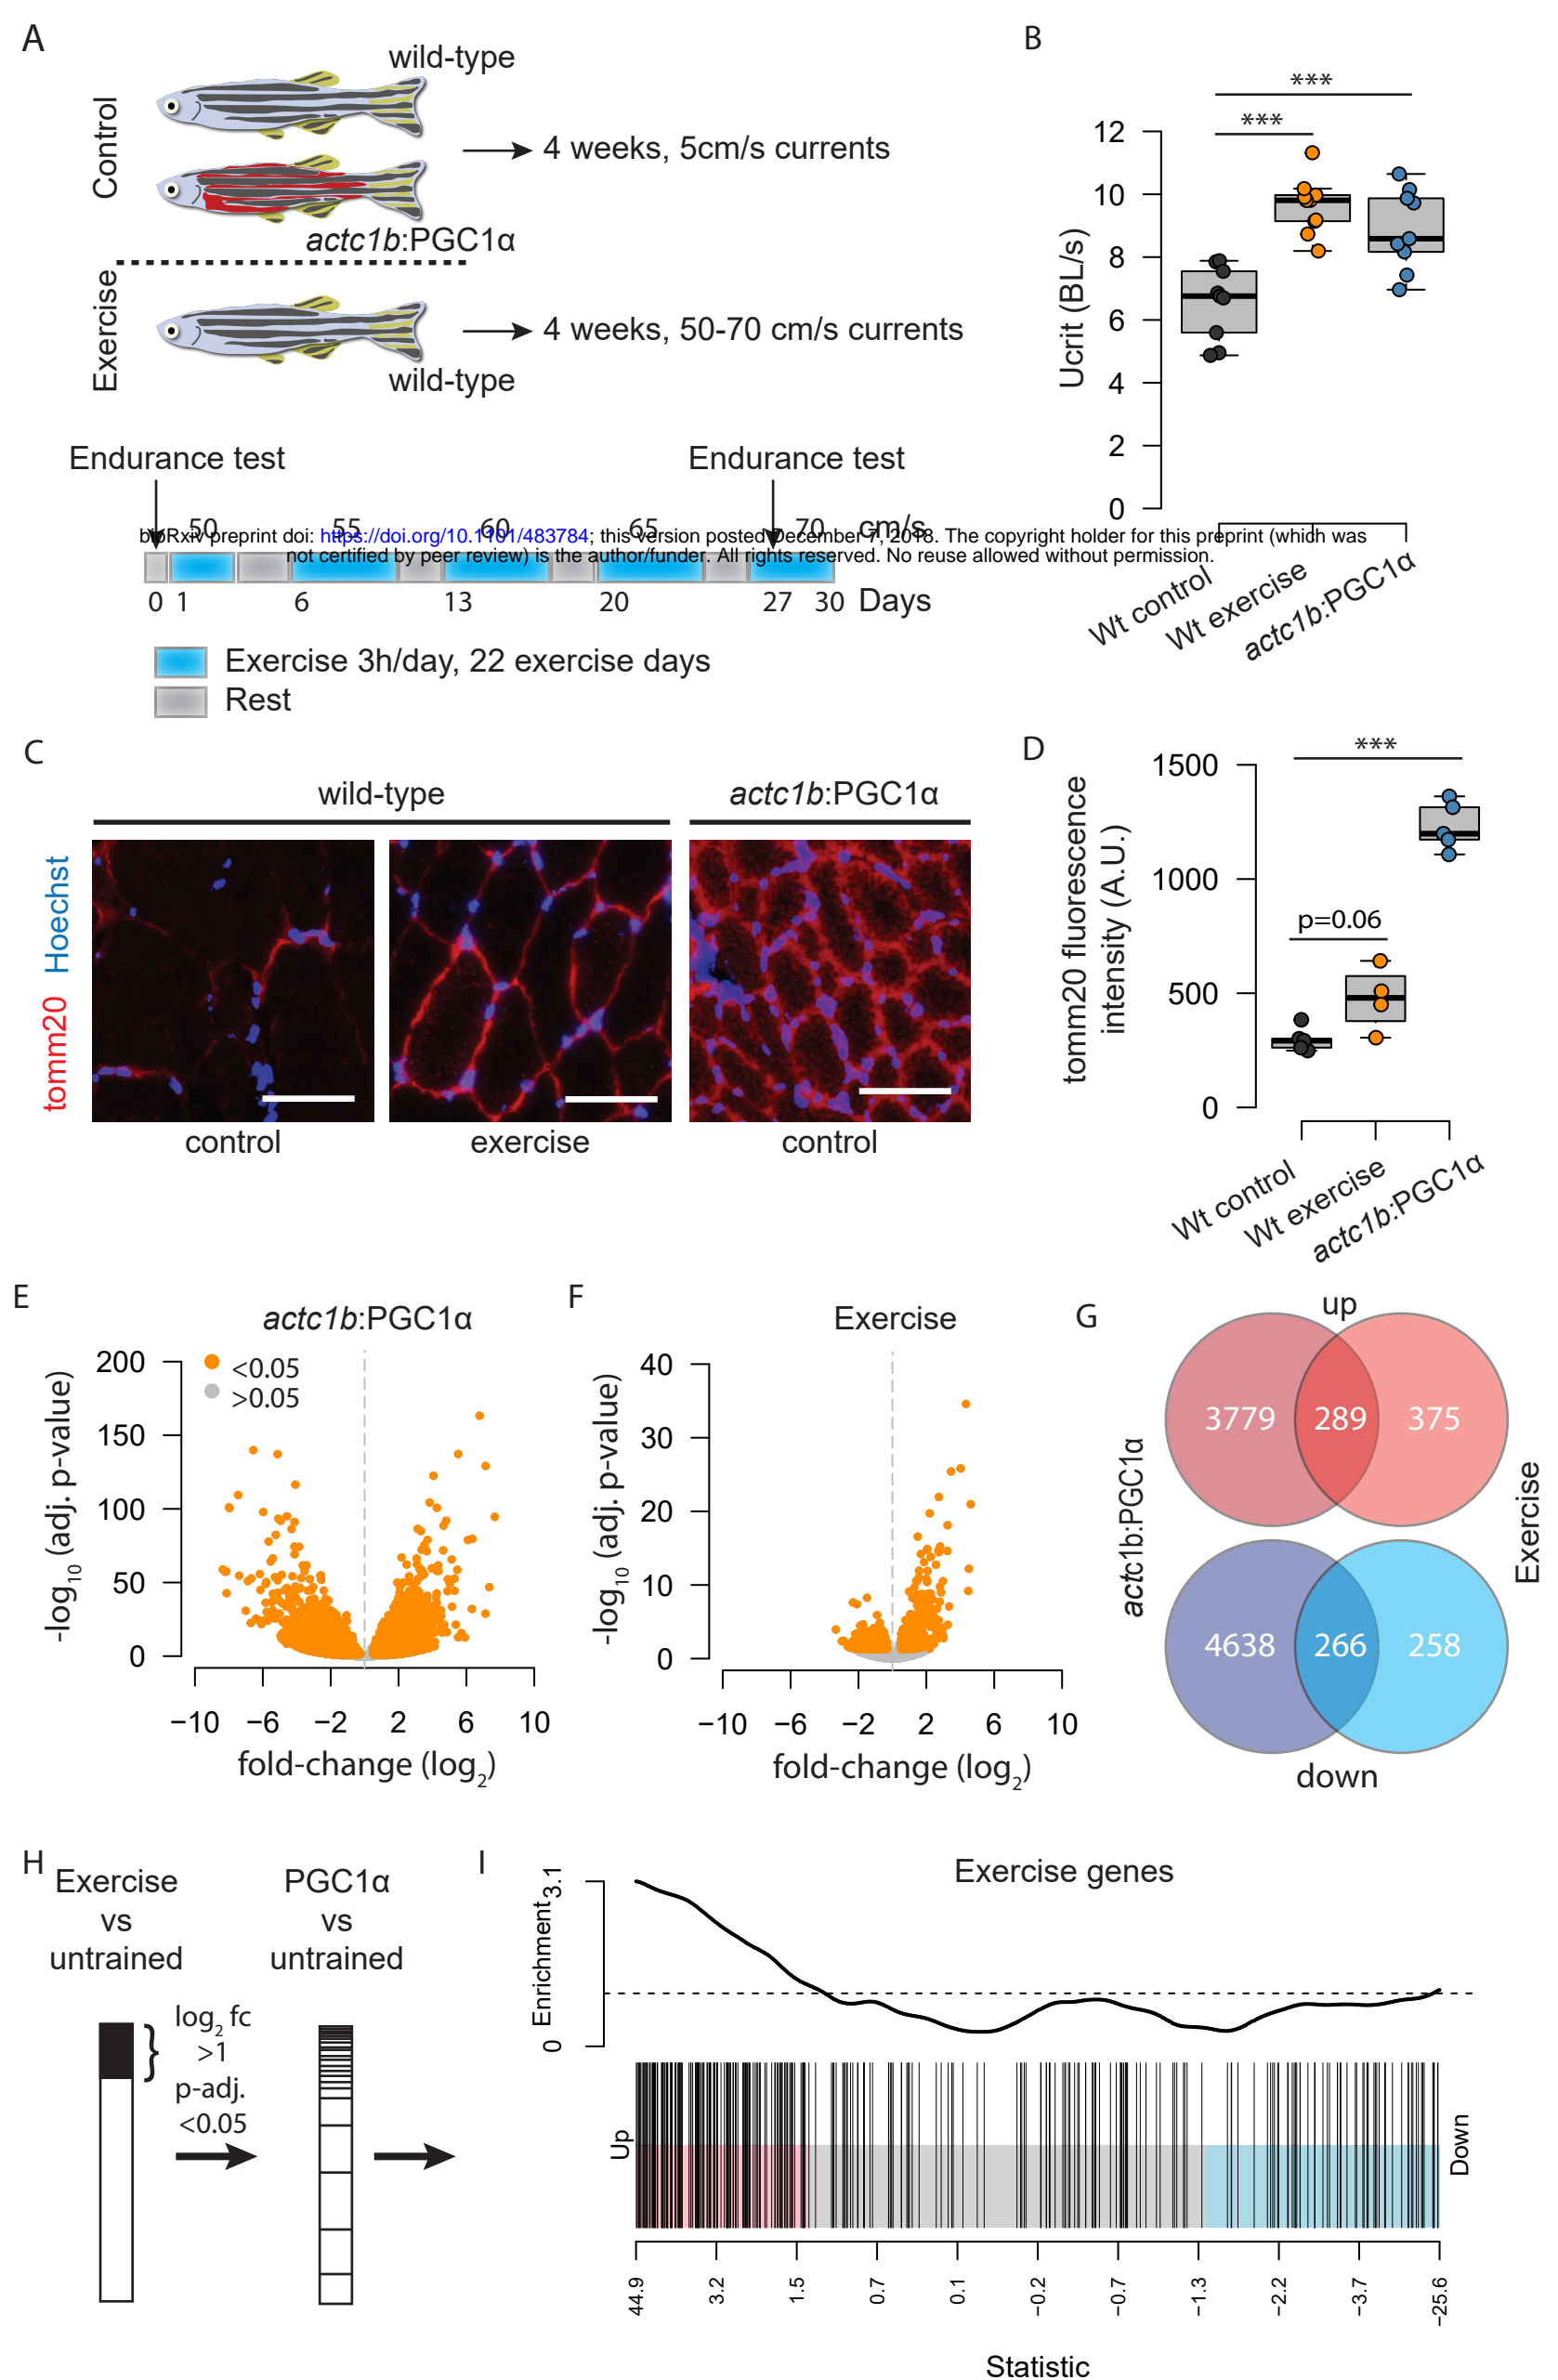 A
wild-type
Control
4 weeks, 5cm/s currents
actc1b:PGC1α
Exercise
4 weeks, 50-70 cm/s currents
wild-type
Endurance test
Endurance test
50 55 60 65 70 cm/s
bioRxiv preprint doi: https://doi.org/10.1101/483784; this version posted December 7, 2018. The copyright holder for this preprint (which was
not certified by peer review) is the author/funder. All rights reserved. No reuse allowed without permission.
0 1 6 13 20 27 30 Days
Exercise 3h/day, 22 exercise days
Rest
B
***
***
Ucrit (BL/s)
12
10
8
6
4
2
0
Wt control
Wt exercise
actc1b:PGC1α
C
wild-type
actc1b:PGC1α
tomm20 Hoechst
control
exercise
control
D
***
p=0.06
tomm20 fluorescence
intensity (A.U.)
1500
1000
500
0
Wt control
Wt exercise
actc1b:PGC1α
E
actc1b:PGC1α
<0.05
>0.05
-log10 (adj. p-value)
200
150
100
50
0
−10 −6 −2 2 6 10
fold-change (log2)
F
Exercise
-log10 (adj. p-value)
40
30
20
10
0
−10 −6 −2 2 6 10
fold-change (log2)
G
up
actc1b:PGC1α
Exercise
3779 289 375
4638 266 258
down
H
Exercise
vs
untrained
PGC1α
vs
untrained
log2 fc
>1
p-adj.
<0.05
I
Exercise genes
Enrichment
3.1
0
Up
Down
44.9 3.2 1.5 0.7 0.1 −0.2 −0.7 −1.3 −2.2 −3.7 −25.6
Statistic